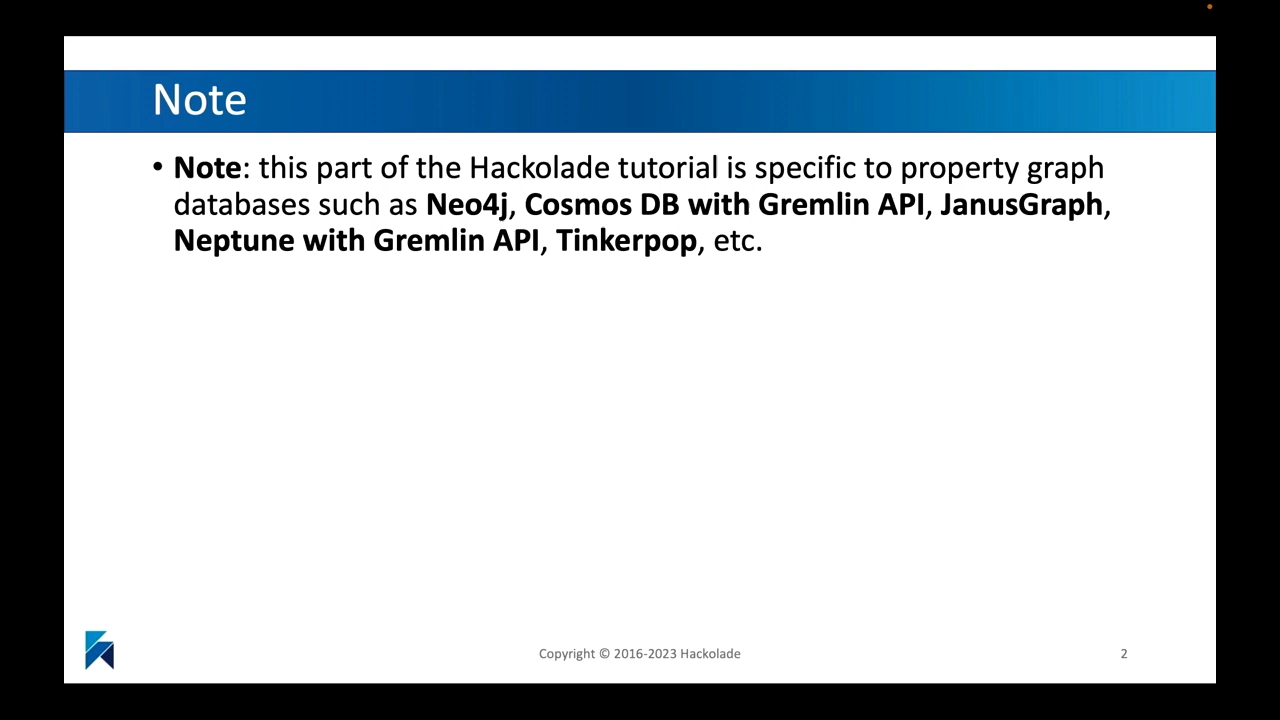 Note
• Note: this part of the Hackolade tutorial is specific to property graph
databases such as Neo4j, Cosmos DB with Gremlin API, JanusGraph,
Neptune with Gremlin API, Tinkerpop, etc.
Copyright © 2016-2023 Hackolade
2